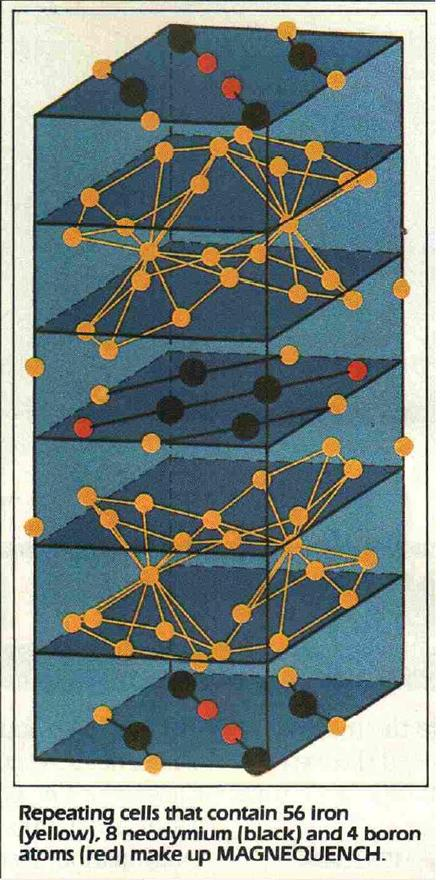 Repeating cells that contain 56 iron
(yellow), 8 neodymium (black) and 4 boron
atoms (red) make up MAGNEQUENCH.